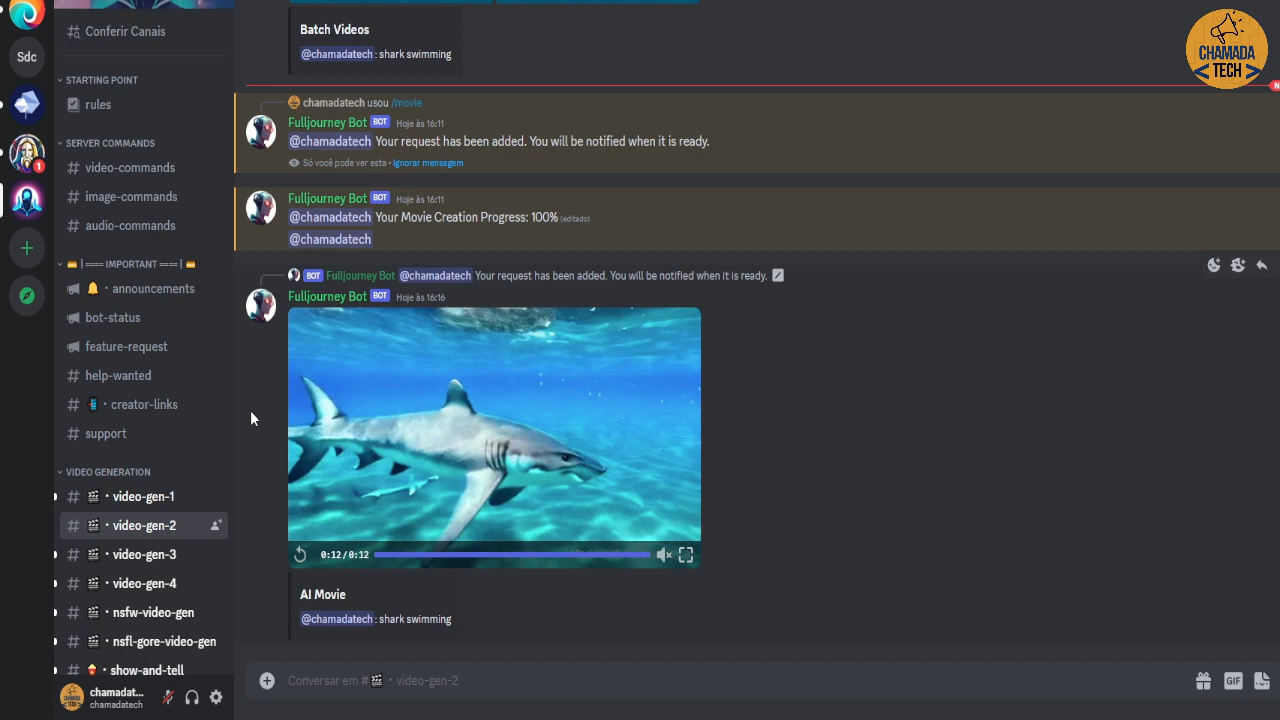 Sdc
1
Conferir Canais
STARTING POINT
rules
SERVER COMMANDS
video-commands
image-commands
audio-commands
| ==== IMPORTANT ==== |
announcements
bot-status
feature-request
help-wanted
creator-links
support
VIDEO GENERATION
video-gen-1
video-gen-2
video-gen-3
video-gen-4
nsfw-video-gen
nsfl-gore-video-gen
show-and-tell
chamadat...
chamadatech
Batch Videos
@chamadatech : shark swimming
N
chamadatech usou /movie
Fulljourney Bot BOT Hoje às 16:11
@chamadatech Your request has been added. You will be notified when it is ready.
Só você pode ver esta • Ignorar mensagem
Fulljourney Bot BOT Hoje às 16:11
@chamadatech Your Movie Creation Progress: 100% (editado)
@chamadatech
BOT Fulljourney Bot @chamadatech Your request has been added. You will be notified when it is ready.
Fulljourney Bot BOT Hoje às 16:16
0:12/0:12
AI Movie
@chamadatech : shark swimming
Conversar em # video-gen-2
GIF
CHAMADA
TECH